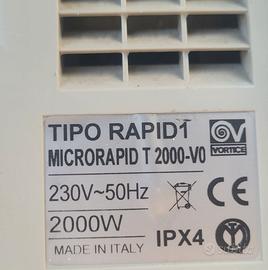 TIPO RAPID1
MICRORAPID T 2000-V0
VORTICE
230V~50Hz
CE
2000W
IPX4
MADE IN ITALY